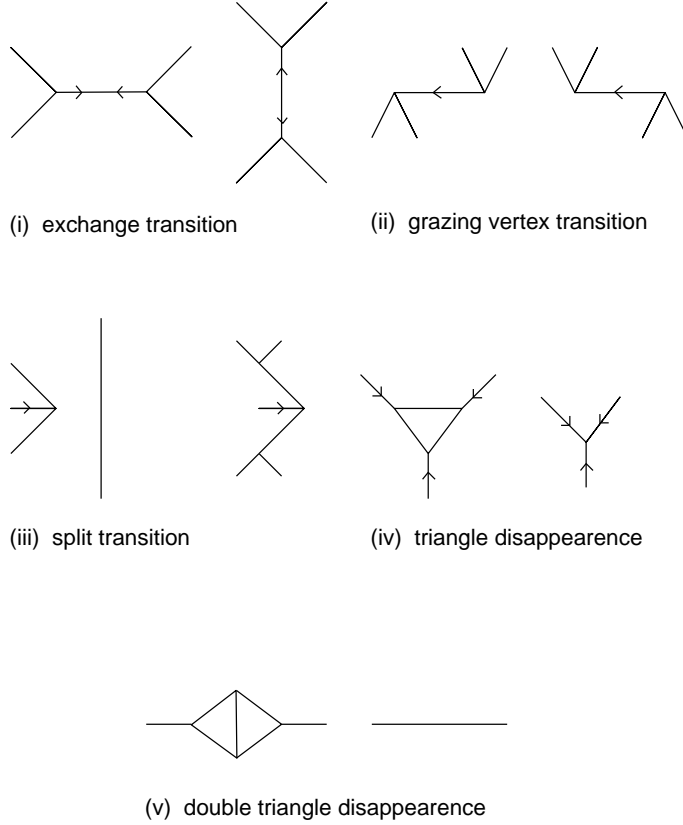 (i) exchange transition
(ii) grazing vertex transition
(iii) split transition
(iv) triangle disappearence
(v) double triangle disappearence